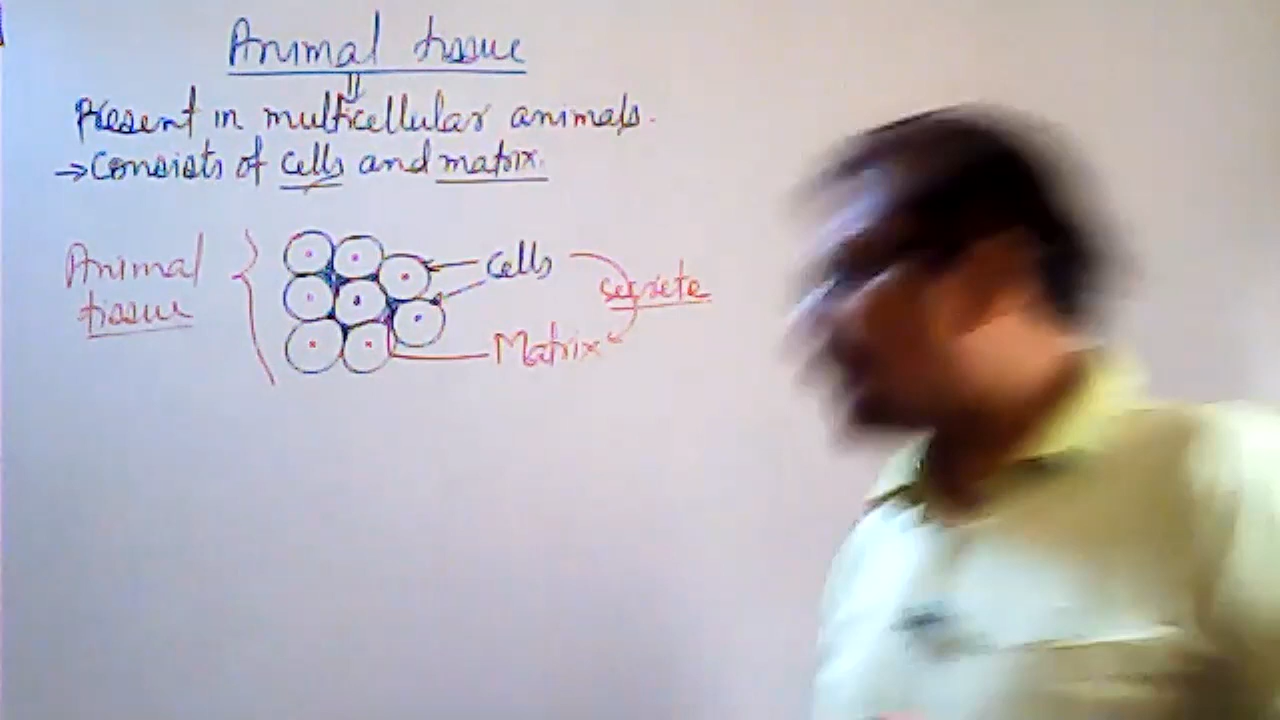 Animal tissue
Present in multicellular animals.
→ Consists of cells and matrix.
Animal
tissue
Cells
secrete
Matrix